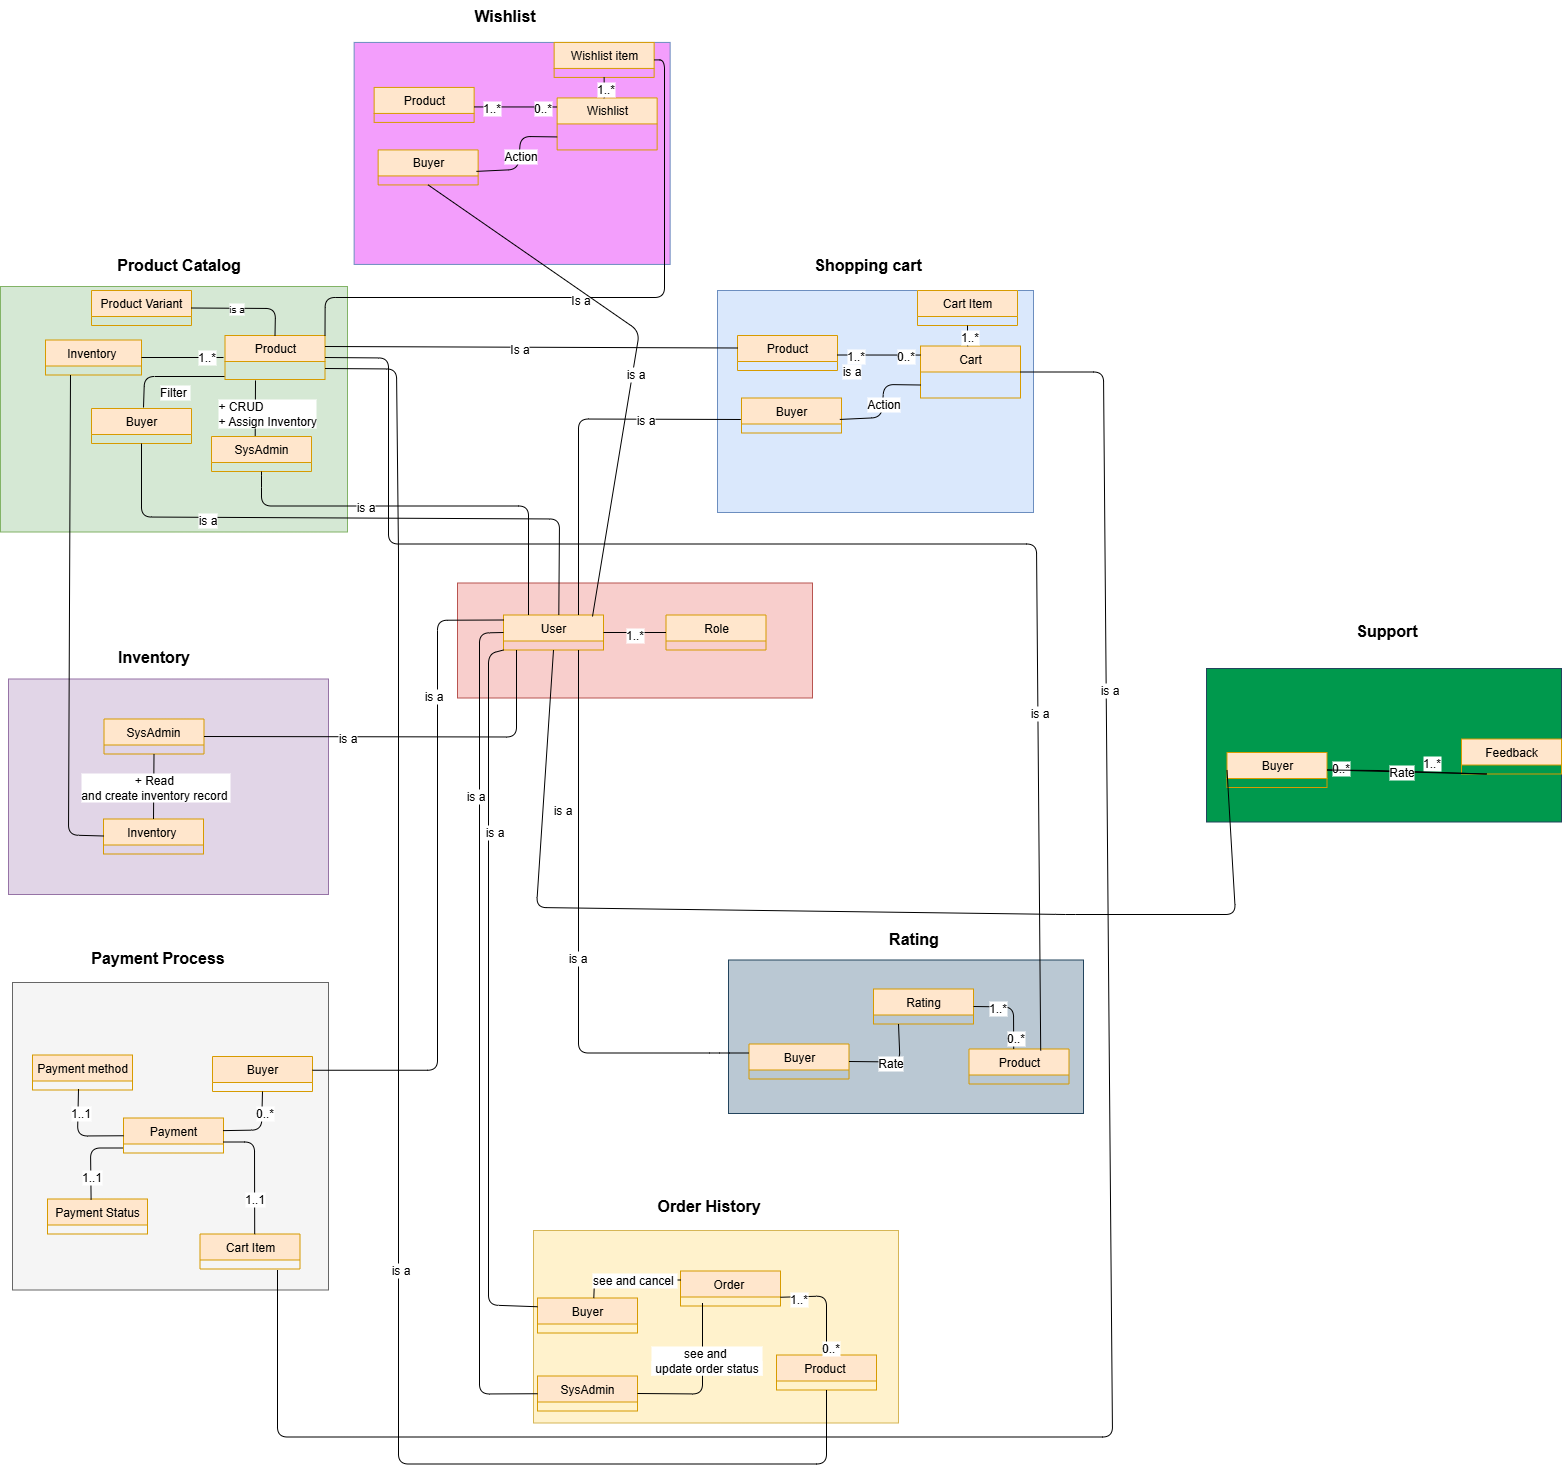 Wishlist
Wishlist item
1..*
Product
1..*
0..*
Wishlist
Action
Buyer
Product Catalog
Shopping cart
Product Variant
is a
Is a
Cart Item
1..*
Inventory
1..*
Product
Is a
Product
1..*
0..*
is a
Cart
is a
Filter
+ CRUD
+ Assign Inventory
Buyer
SysAdmin
is a
Buyer
Action
is a
is a
User
1..*
Role
Support
Inventory
is a
is a
is a
SysAdmin
is a
+ Read
and create inventory record
Inventory
Buyer
0..*
Rate
1..*
Feedback
is a
is a
is a
Rating
Payment Process
is a
Rating
1..*
0..*
Buyer
Rate
Product
Payment method
Buyer
1..1
0..*
Payment
1..1
1..1
Payment Status
Cart Item
Order History
is a
see and cancel
Order
1..*
Buyer
see and
update order status
0..*
Product
SysAdmin